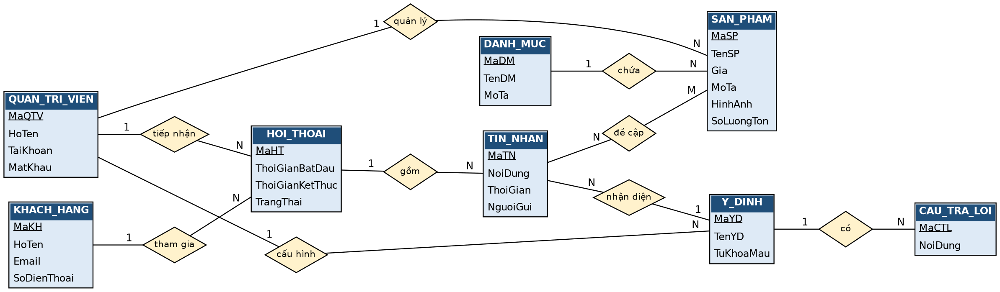 quản lý
1
N
SAN_PHAM
MaSP
TenSP
Gia
MoTa
HinhAnh
SoLuongTon
DANH_MUC
MaDM
TenDM
MoTa
1
chứa
N
M
QUAN_TRI_VIEN
MaQTV
HoTen
TaiKhoan
MatKhau
1
tiếp nhận
N
HOI_THOAI
MaHT
ThoiGianBatDau
ThoiGianKetThuc
TrangThai
1
gồm
N
TIN_NHAN
MaTN
NoiDung
ThoiGian
NguoiGui
N
đề cập
N
nhận diện
1
KHACH_HANG
MaKH
HoTen
Email
SoDienThoai
1
tham gia
N
1
cấu hình
N
Y_DINH
MaYD
TenYD
TuKhoaMau
1
có
N
CAU_TRA_LOI
MaCTL
NoiDung